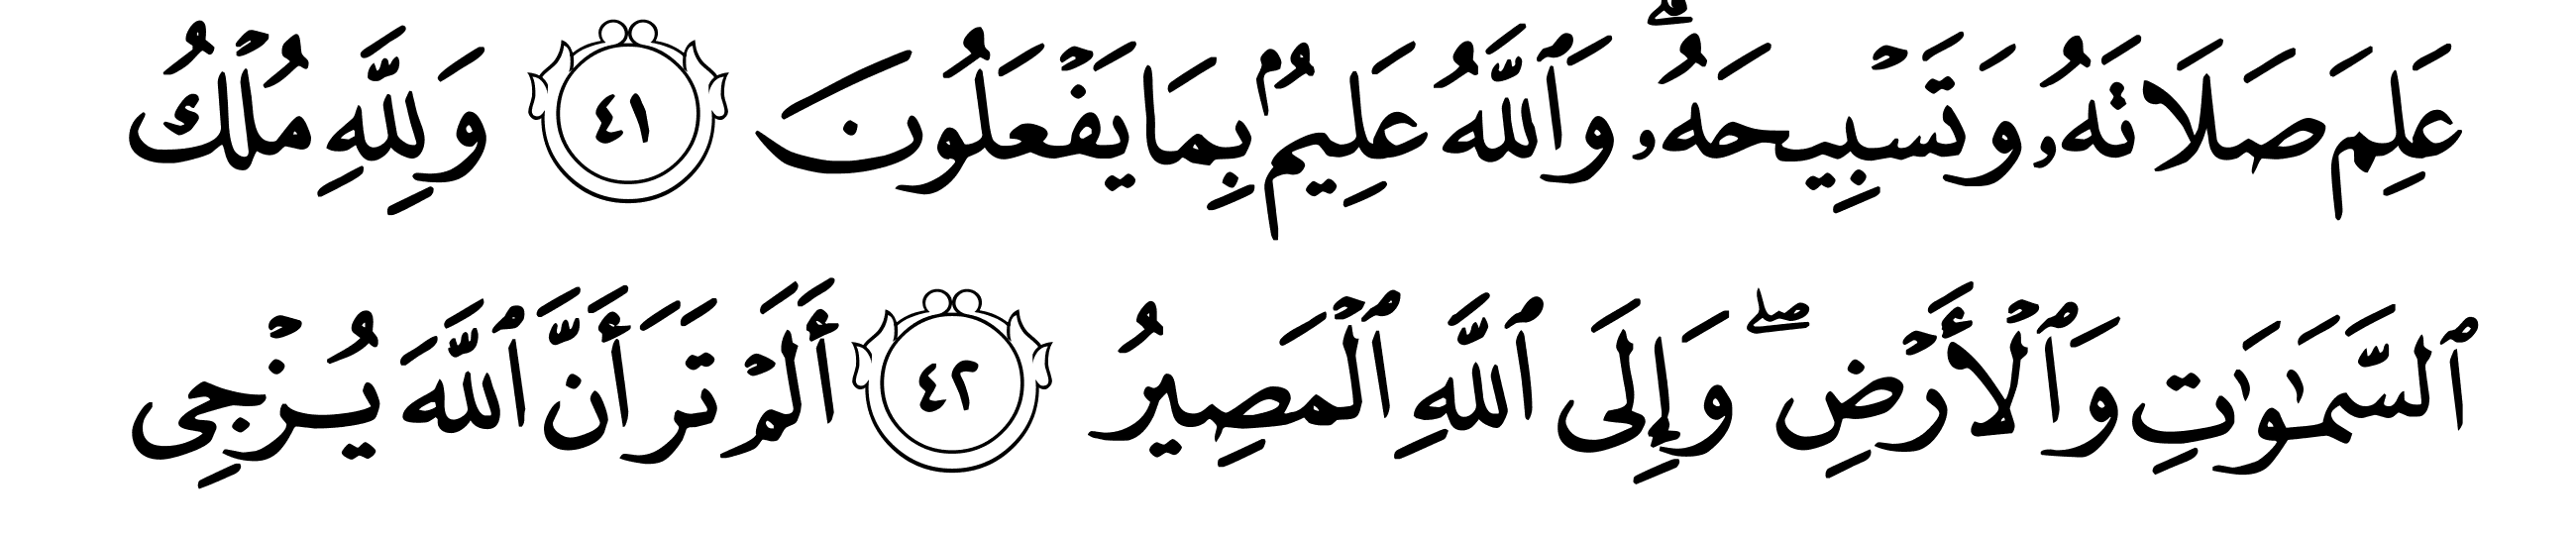 عَلِمَ صَلَاتَهُۥ وَتَسۡبِيحَهُۥۗ وَٱللَّهُ عَلِيمُۢ بِمَا يَفۡعَلُونَ ٤١ وَلِلَّهِ مُلۡكُ
ٱلسَّمَٰوَٰتِ وَٱلۡأَرۡضِۖ وَإِلَى ٱللَّهِ ٱلۡمَصِيرُ ٤٢ أَلَمۡ تَرَ أَنَّ ٱللَّهَ يُزۡجِي